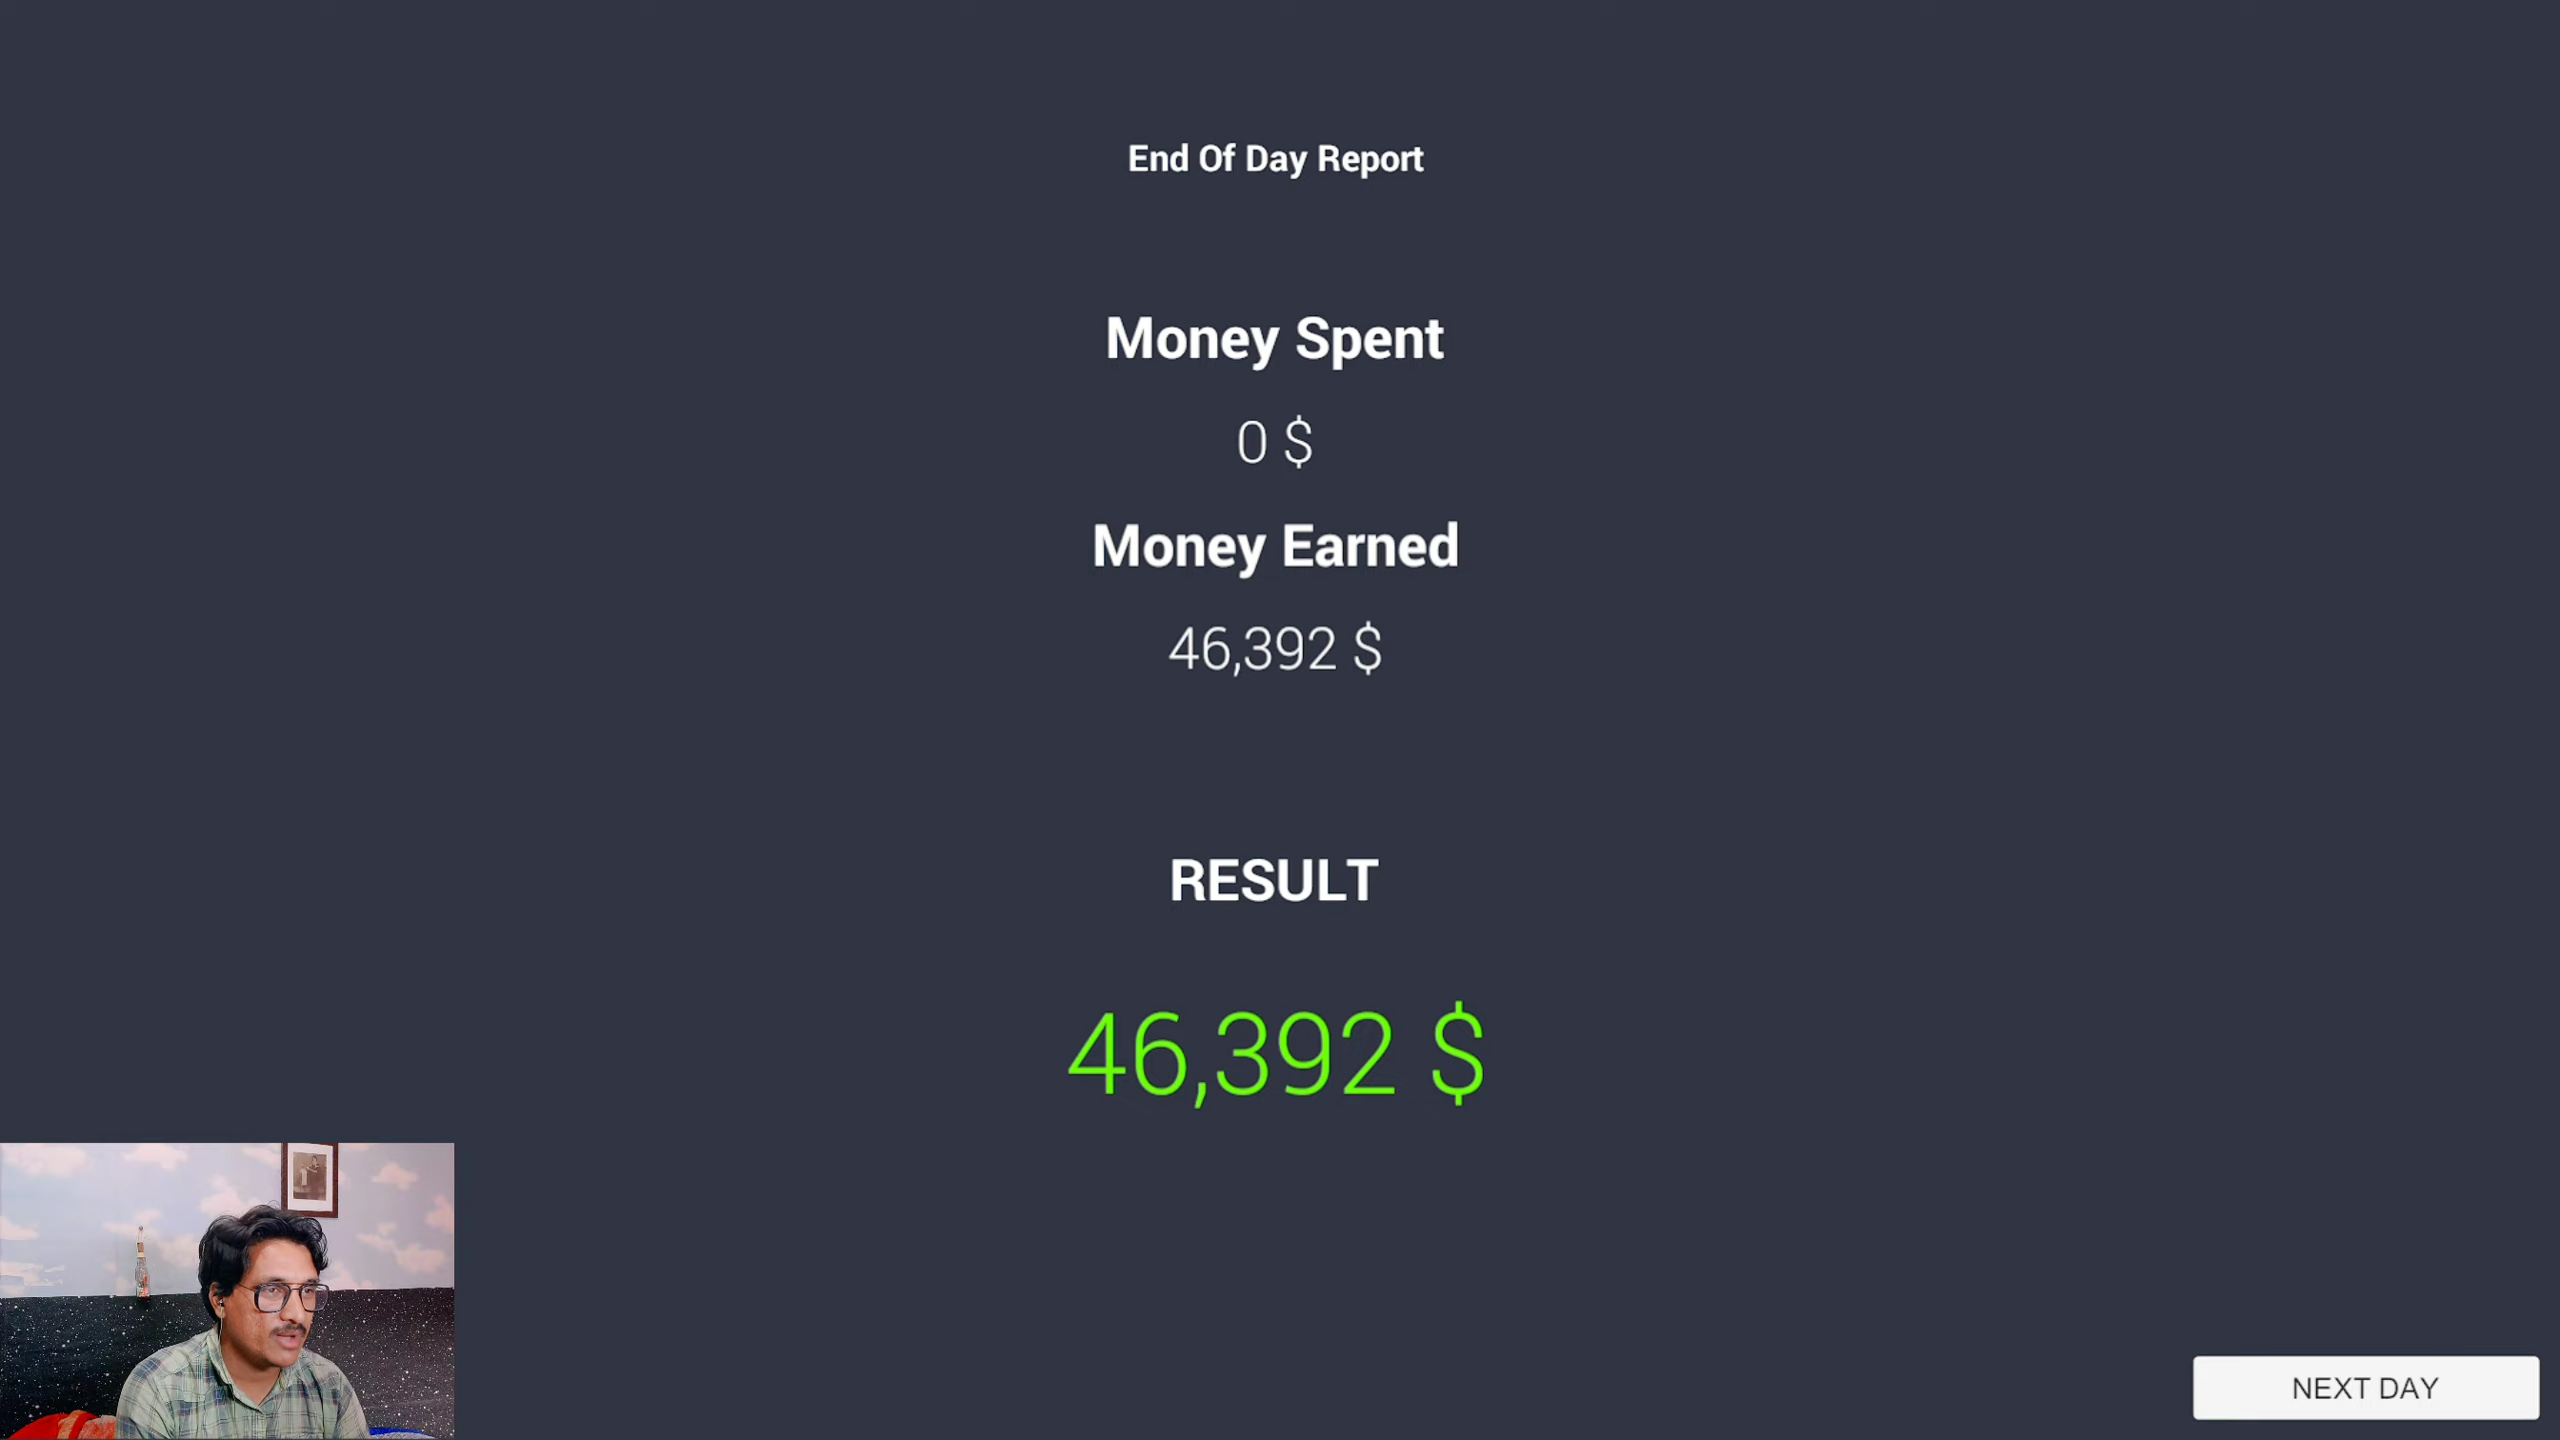 End Of Day Report
Money Spent
0 $
Money Earned
46,392 $
RESULT
46,392 $
NEXT DAY